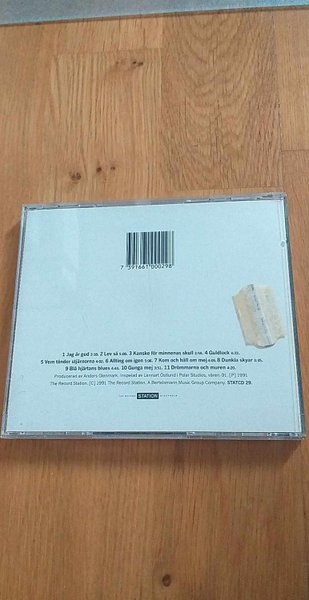 7 391661 000298
1 Jag är gud 2 Lev så 3 Kanske för minnenas skull 4 Guldlock
5 Vem tänder stjärnorna 6 Allting om igen 7 Kom och håll om mej 8 Dunkla skyar
9 Blå hjärtans blues 10 Gunga mej 11 Drömmarna och muren
Producerad av Anders Glenmark. Inspelad av Lennart Östlund i Polar Studios, våren -91. [P] 1991
The Record Station. [C] 1991 The Record Station. A Bertelsmann Music Group Company. STATCD 29.
STATION